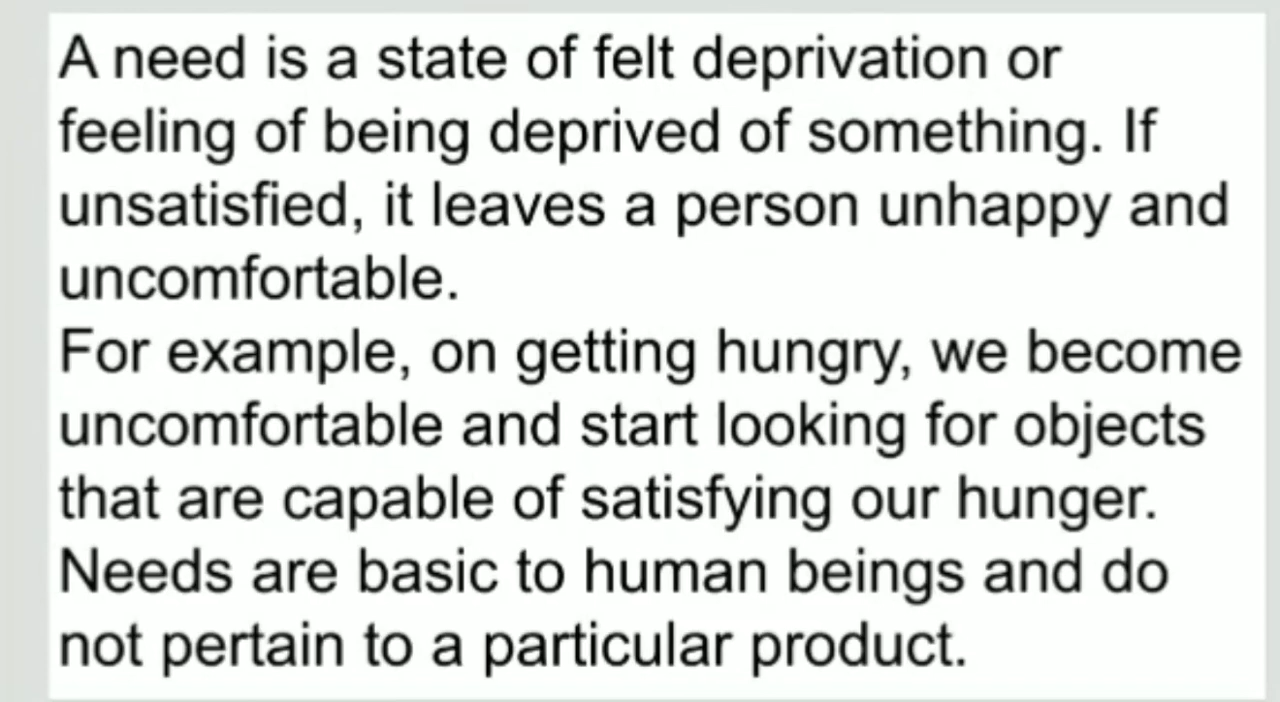 A need is a state of felt deprivation or
feeling of being deprived of something. If
unsatisfied, it leaves a person unhappy and
uncomfortable.
For example, on getting hungry, we become
uncomfortable and start looking for objects
that are capable of satisfying our hunger.
Needs are basic to human beings and do
not pertain to a particular product.